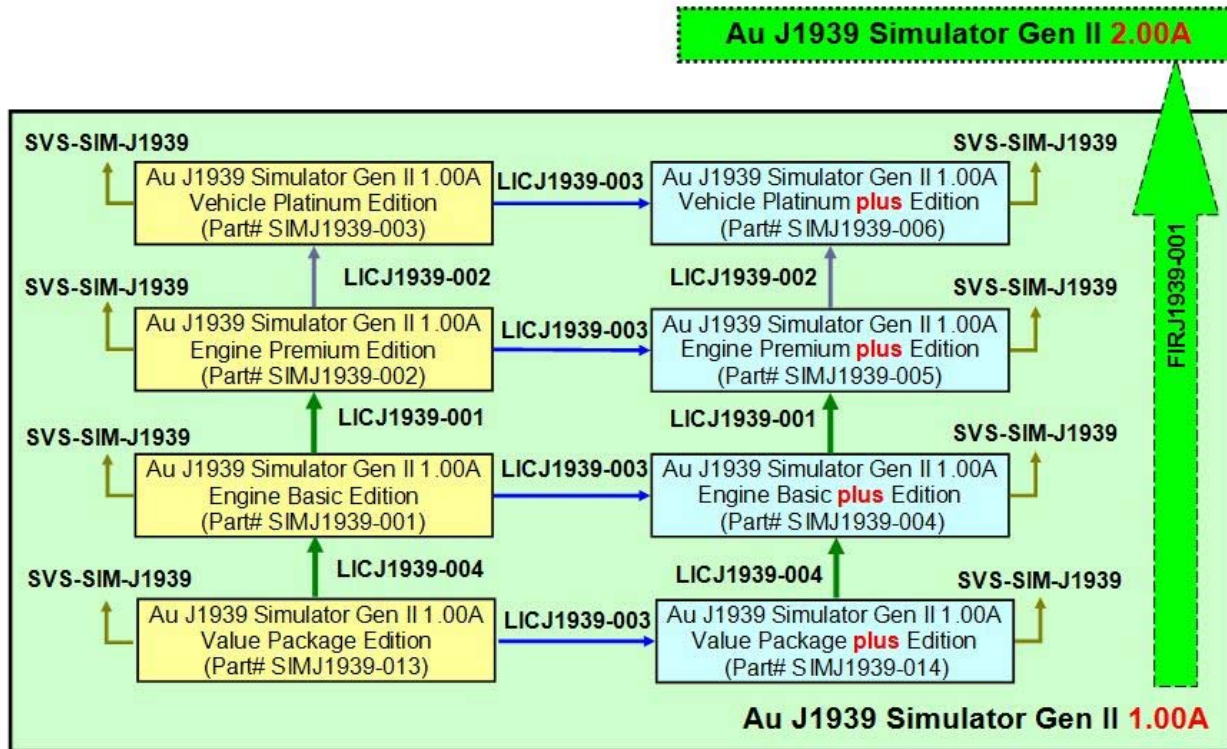 Au J1939 Simulator Gen II 2.00A
SVS-SIM-J1939
SVS-SIM-J1939
Au J1939 Simulator Gen II 1.00A
Vehicle Platinum Edition
(Part# SIMJ1939-003)
LICJ1939-003
Au J1939 Simulator Gen II 1.00A
Vehicle Platinum plus Edition
(Part# SIMJ1939-006)
LICJ1939-002
LICJ1939-002
SVS-SIM-J1939
SVS-SIM-J1939
Au J1939 Simulator Gen II 1.00A
Engine Premium Edition
(Part# SIMJ1939-002)
LICJ1939-003
Au J1939 Simulator Gen II 1.00A
Engine Premium plus Edition
(Part# SIMJ1939-005)
FIRJ1939-001
LICJ1939-001
LICJ1939-001
SVS-SIM-J1939
SVS-SIM-J1939
Au J1939 Simulator Gen II 1.00A
Engine Basic Edition
(Part# SIMJ1939-001)
LICJ1939-003
Au J1939 Simulator Gen II 1.00A
Engine Basic plus Edition
(Part# SIMJ1939-004)
LICJ1939-004
LICJ1939-004
SVS-SIM-J1939
SVS-SIM-J1939
Au J1939 Simulator Gen II 1.00A
Value Package Edition
(Part# SIMJ1939-013)
LICJ1939-003
Au J1939 Simulator Gen II 1.00A
Value Package plus Edition
(Part# SIMJ1939-014)
Au J1939 Simulator Gen II 1.00A